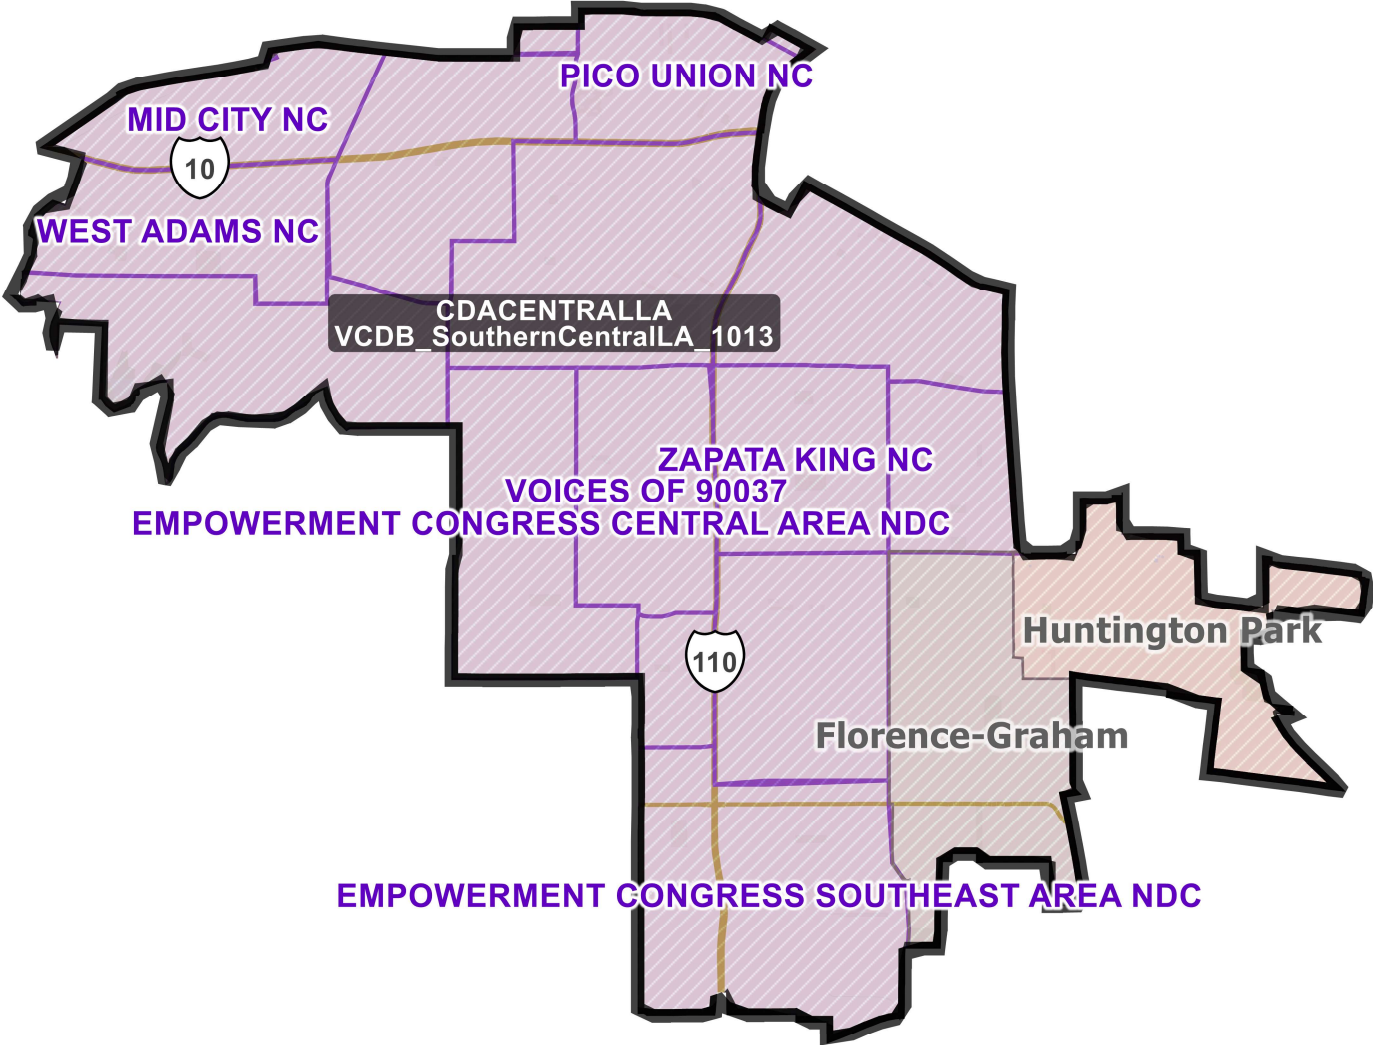 PICO UNION NC
MID CITY NC
10
WEST ADAMS NC
CDACENTRALLA
VCDB_SouthernCentralLA_1013
ZAPATA KING NC
VOICES OF 90037
EMPOWERMENT CONGRESS CENTRAL AREA NDC
Huntington Park
110
Florence-Graham
EMPOWERMENT CONGRESS SOUTHEAST AREA NDC